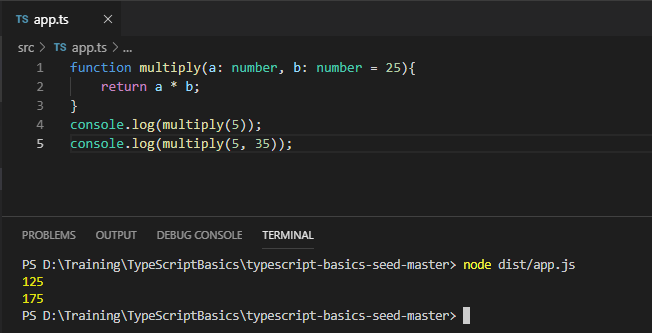 TS app.ts ×
src > TS app.ts > ...
1 function multiply(a: number, b: number = 25){
2 return a * b;
3 }
4 console.log(multiply(5));
5 console.log(multiply(5, 35));
PROBLEMS OUTPUT DEBUG CONSOLE TERMINAL
PS D:\Training\TypeScriptBasics\typescript-basics-seed-master> node dist/app.js
125
175
PS D:\Training\TypeScriptBasics\typescript-basics-seed-master>